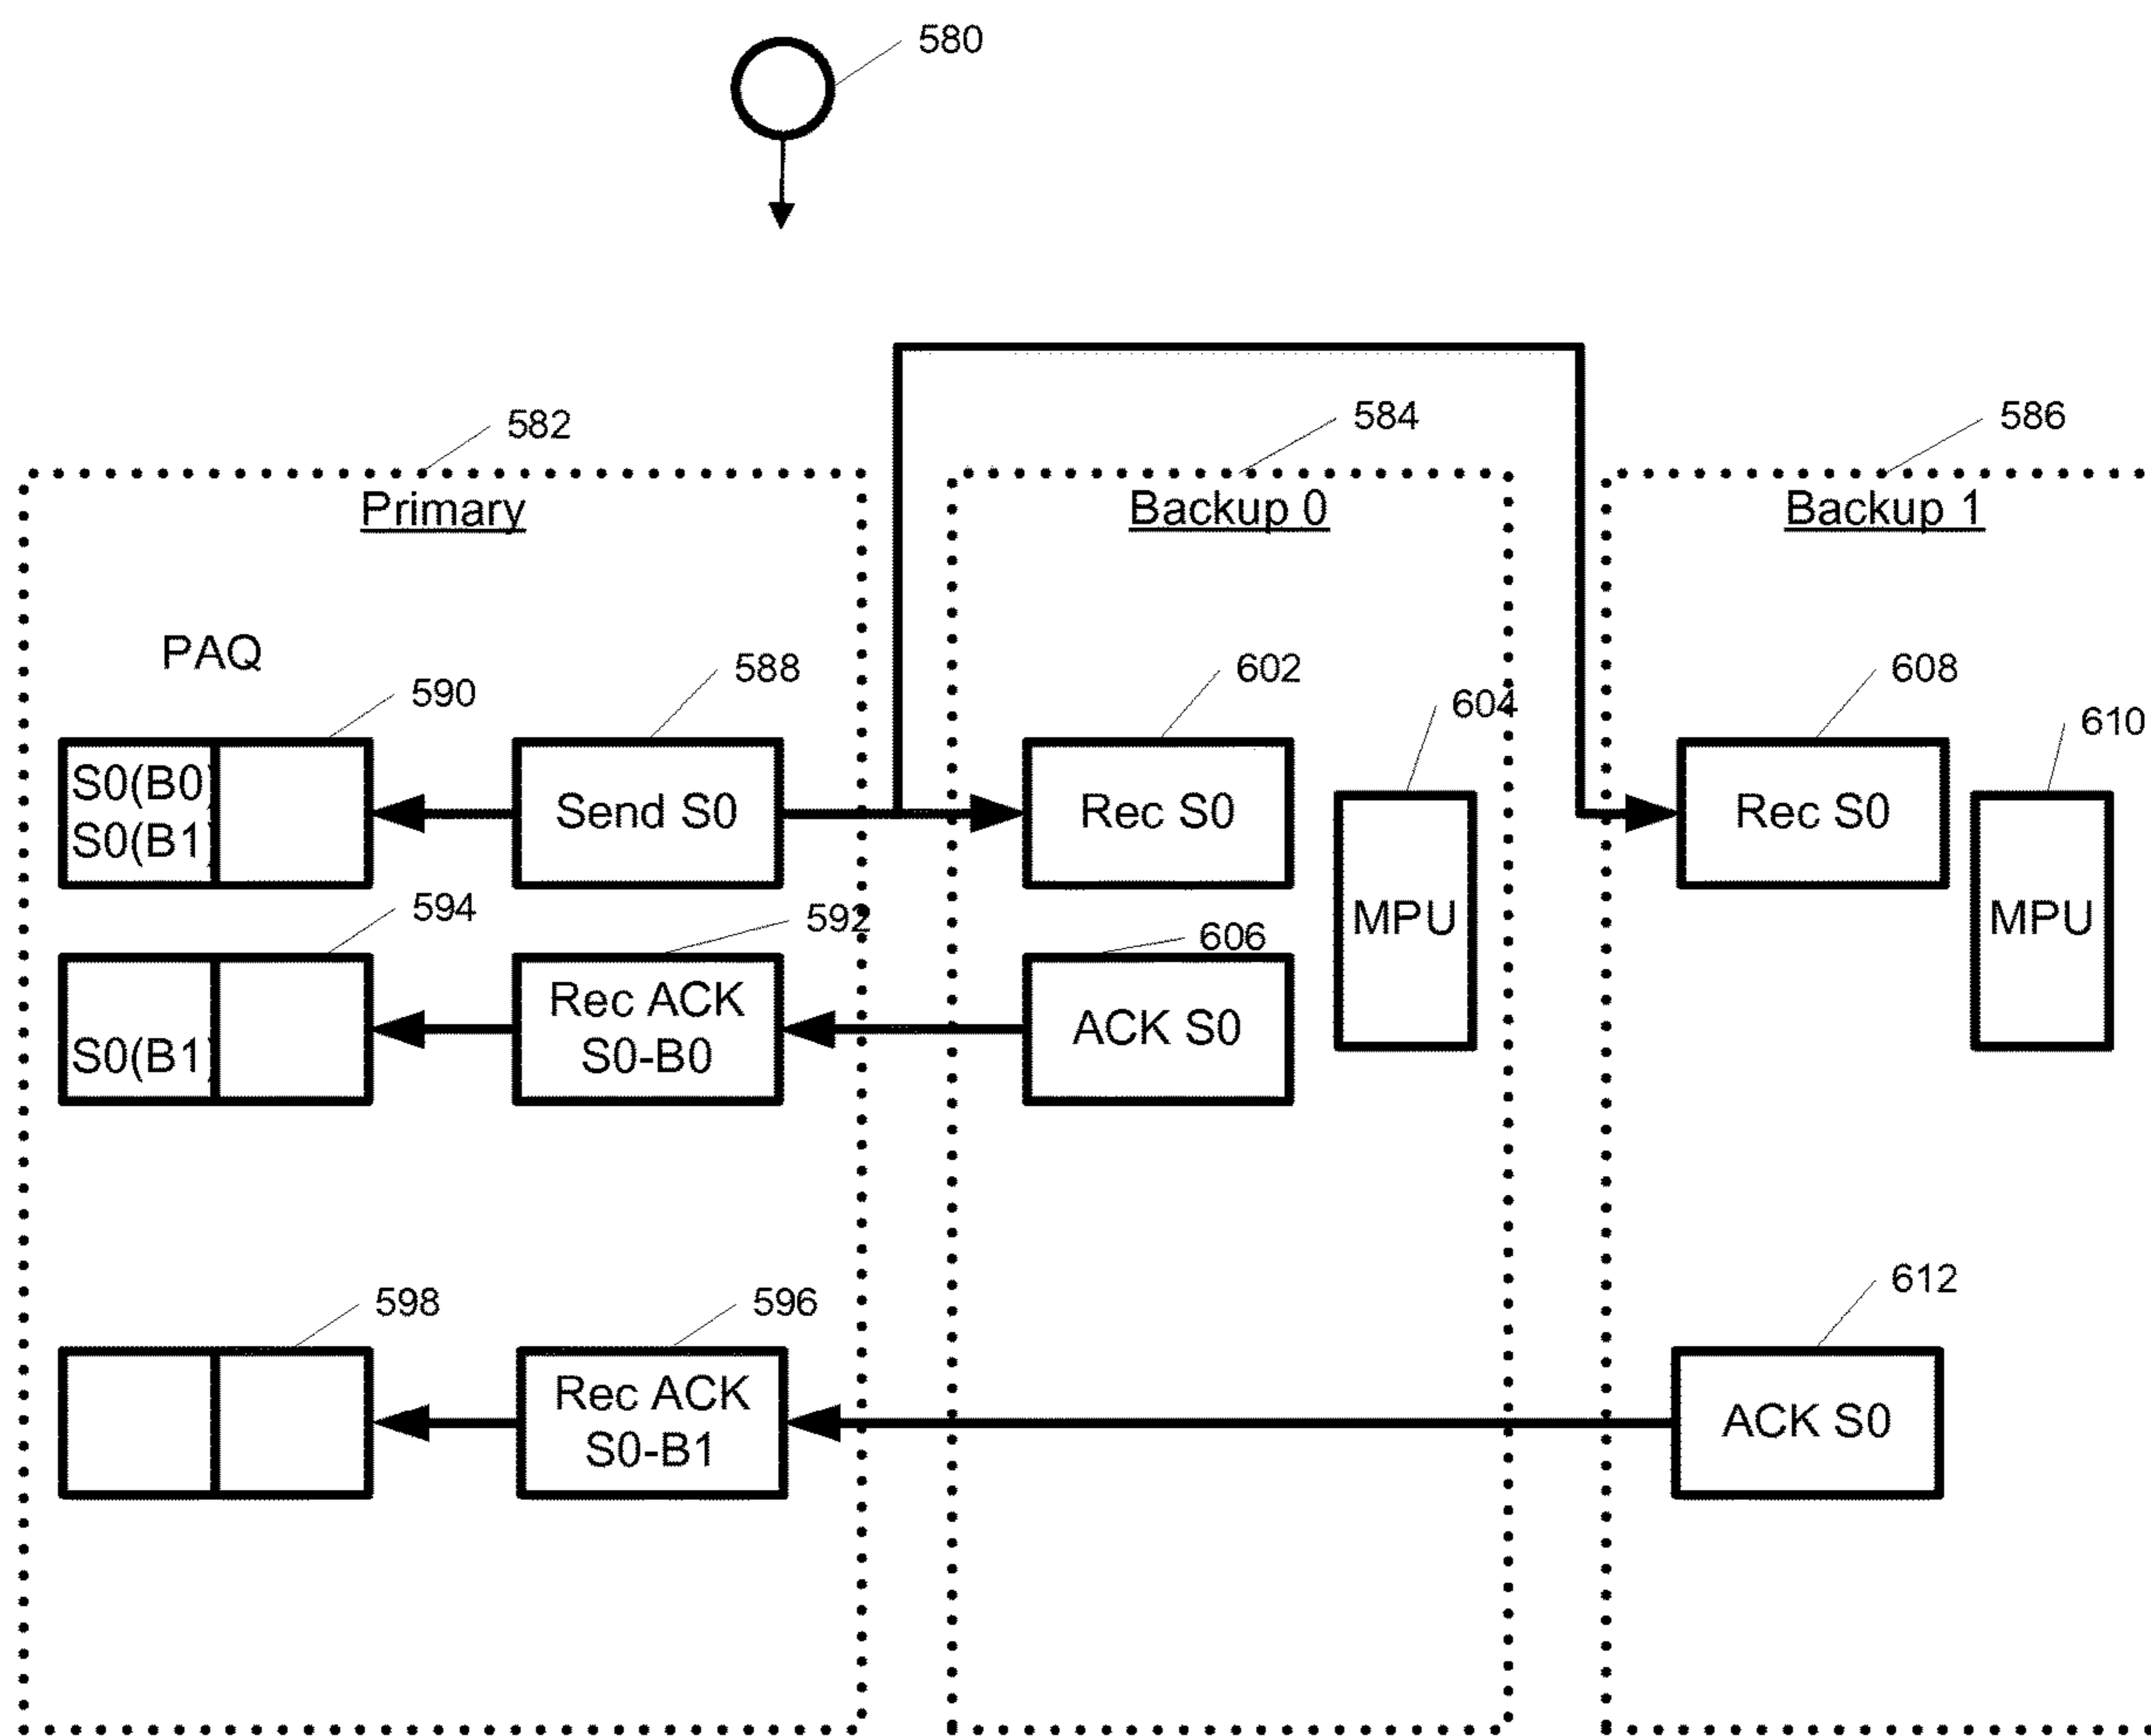 580
582
584
586
Primary
Backup 0
Backup 1
PAQ
590
588
602
604
608
610
S0(B0)
S0(B1)
Send S0
Rec S0
Rec S0
MPU
MPU
594
592
606
S0(B1)
Rec ACK
S0-B0
ACK S0
598
596
612
Rec ACK
S0-B1
ACK S0